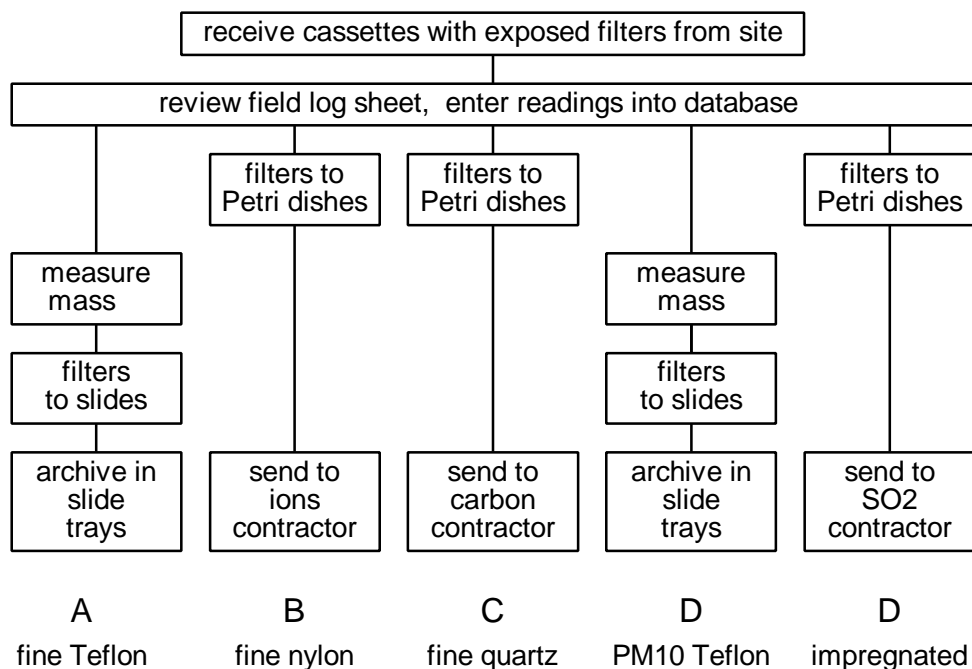 receive cassettes with exposed filters from site
review field log sheet,  enter readings into database
filters to
Petri dishes
filters to
Petri dishes
filters to
Petri dishes
measure
mass
measure
mass
filters
to slides
filters
to slides
archive in
slide
trays
send to
ions
contractor
send to
carbon
contractor
archive in
slide
trays
send to
SO2
contractor
A
B
C
D
D
fine Teflon
fine nylon
fine quartz
PM10 Teflon
impregnated